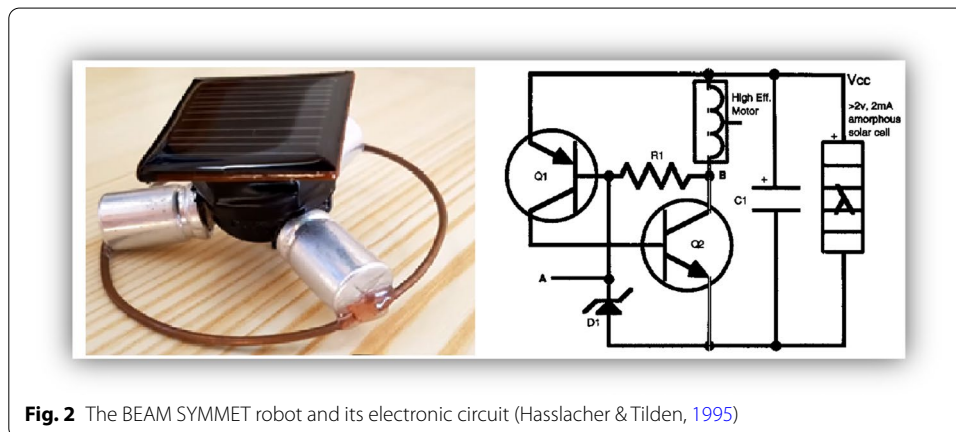 Vcc
High Eff.
Motor
>2v, 2mA
amorphous
solar cell
+
R1
B
Q1
+
C1
λ
Q2
A
D1
Fig. 2 The BEAM SYMMET robot and its electronic circuit (Hasslacher & Tilden, 1995)